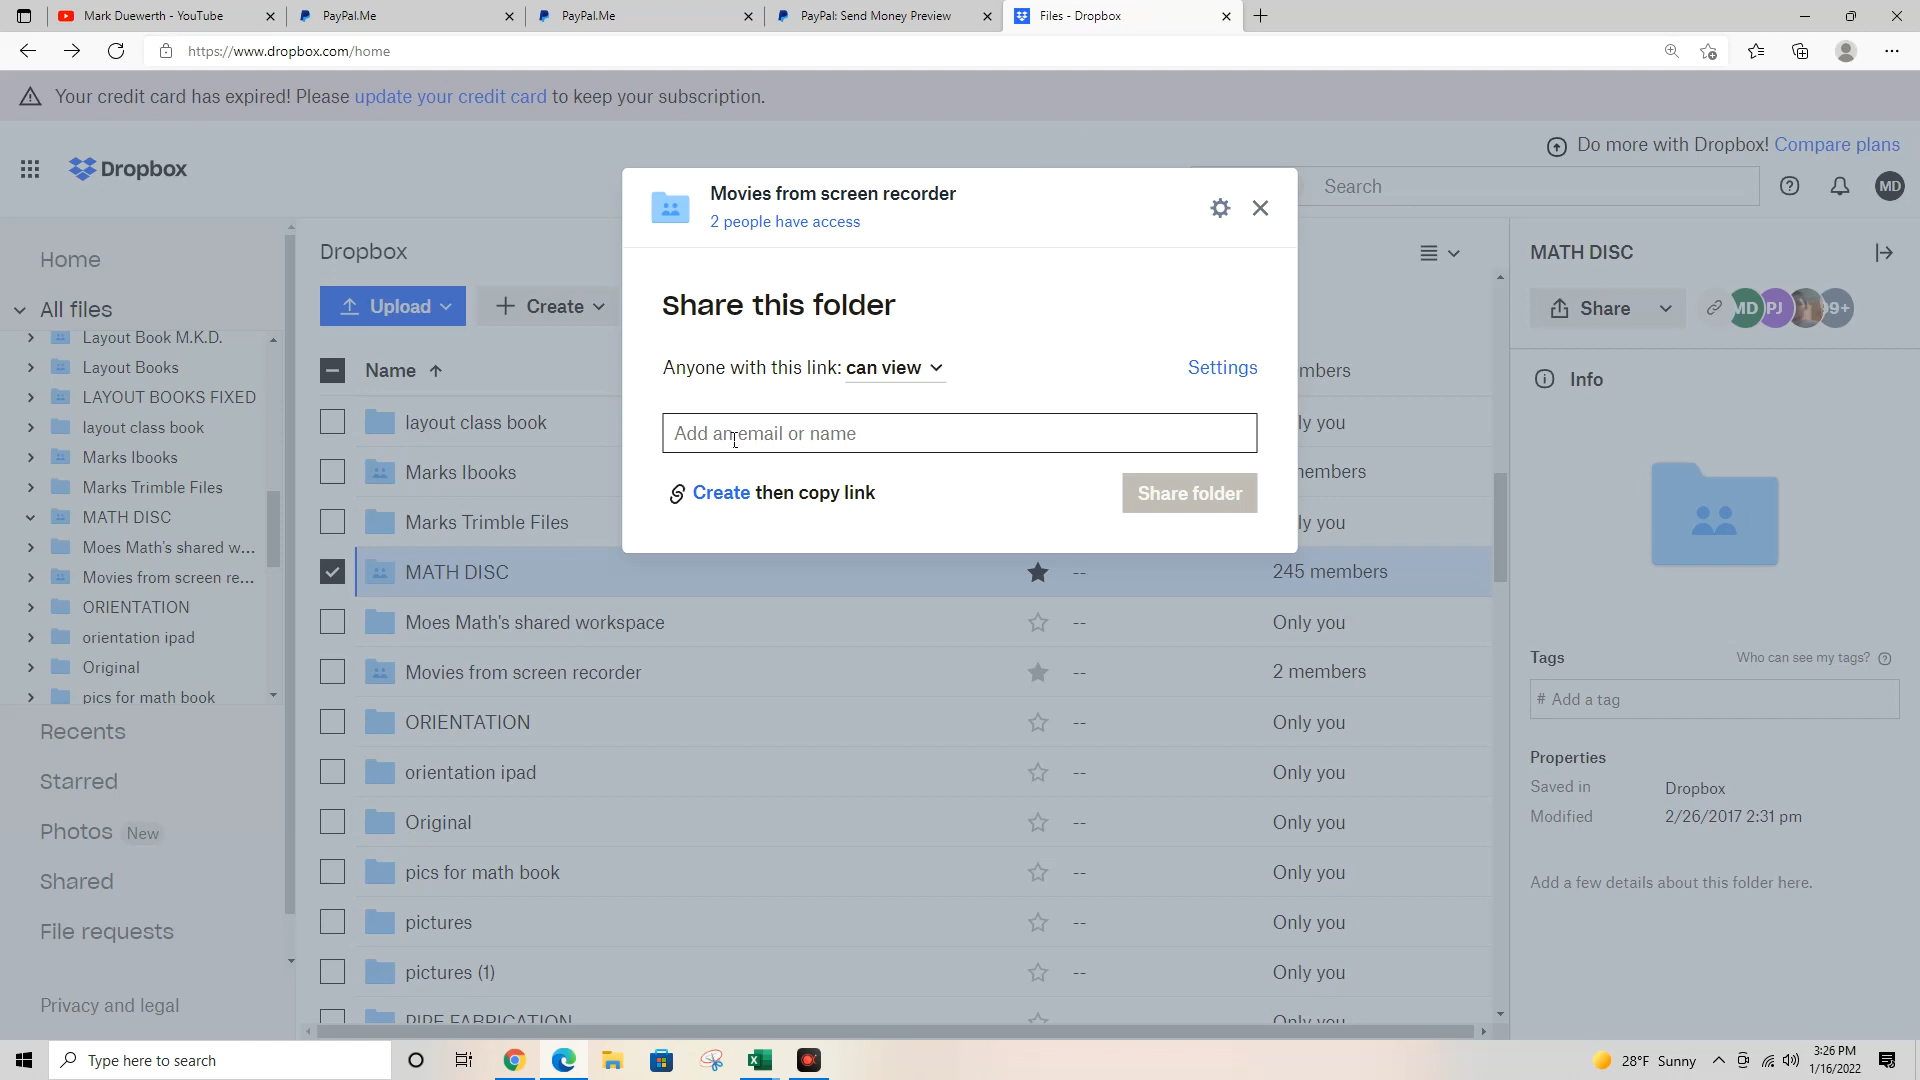 Mark Duewerth - YouTube
PayPal.Me
PayPal.Me
PayPal: Send Money Preview
Files - Dropbox
https://www.dropbox.com/home
Your credit card has expired! Please update your credit card to keep your subscription.
Do more with Dropbox! Compare plans
Dropbox
Search
MD
Movies from screen recorder
2 people have access
Share this folder
Anyone with this link: can view
Settings
Add an email or name
Create then copy link
Share folder
Home
All files
Layout Book M.K.D.
Layout Books
LAYOUT BOOKS FIXED
layout class book
Marks Ibooks
Marks Trimble Files
MATH DISC
Moes Math's shared w...
Movies from screen re...
ORIENTATION
orientation ipad
Original
pics for math book
Recents
Starred
Photos New
Shared
File requests
Privacy and legal
Dropbox
Upload
Create
Name
mbers
layout class book
ly you
Marks Ibooks
members
Marks Trimble Files
ly you
MATH DISC -- 245 members
Moes Math's shared workspace -- Only you
Movies from screen recorder -- 2 members
ORIENTATION -- Only you
orientation ipad -- Only you
Original -- Only you
pics for math book -- Only you
pictures -- Only you
pictures (1) -- Only you
PIPE FABRICATION Only you
MATH DISC
Share
MD PJ 99+
Info
Tags
Who can see my tags?
# Add a tag
Properties
Saved in Dropbox
Modified 2/26/2017 2:31 pm
Add a few details about this folder here.
Type here to search
28°F Sunny
3:26 PM
1/16/2022